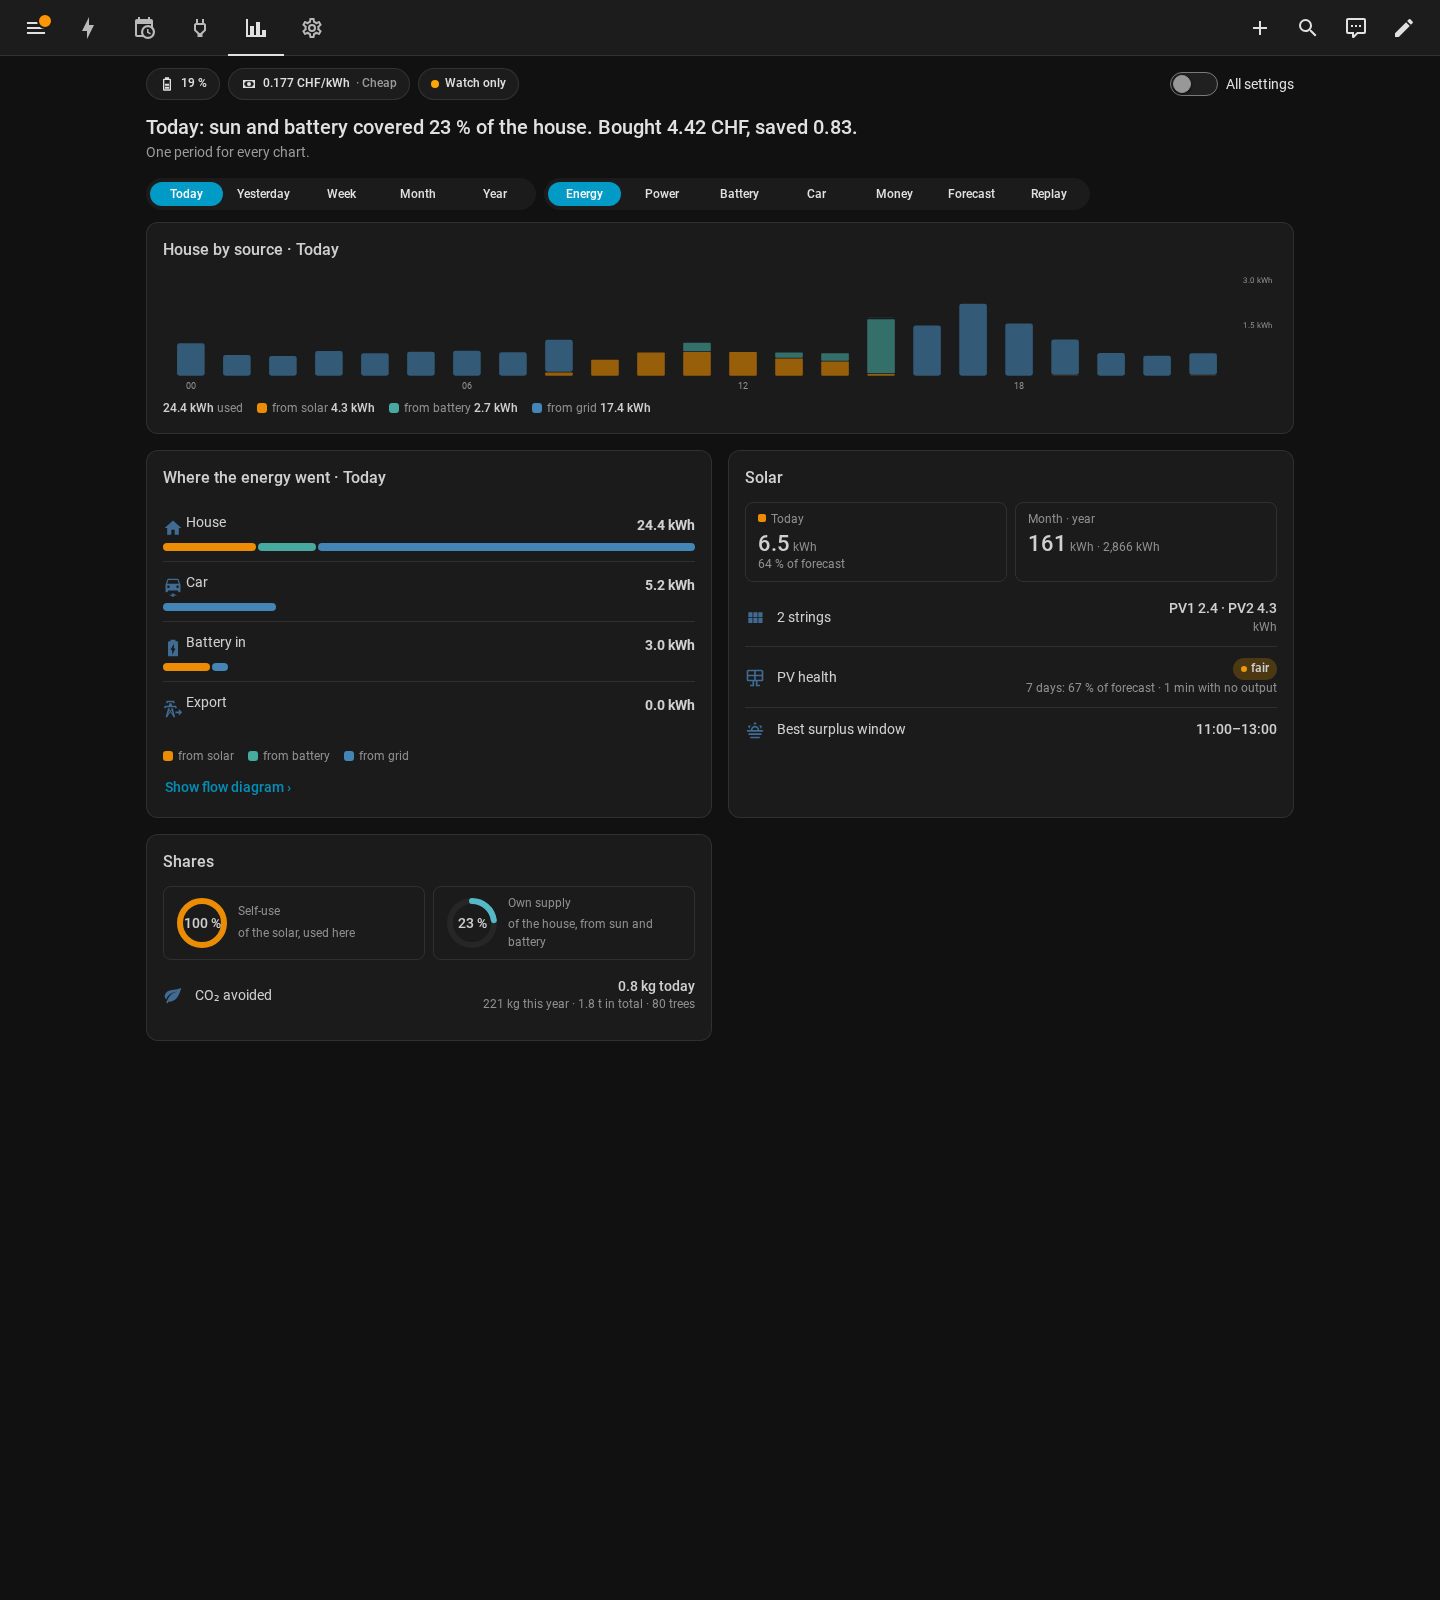 19 %
0.177 CHF/kWh · Cheap
Watch only
All settings
Today: sun and battery covered 23 % of the house. Bought 4.42 CHF, saved 0.83.
One period for every chart.
Today Yesterday Week Month Year
Energy Power Battery Car Money Forecast Replay
House by source · Today
3.0 kWh
1.5 kWh
00 06 12 18
24.4 kWh used from solar 4.3 kWh from battery 2.7 kWh from grid 17.4 kWh
Where the energy went · Today
House 24.4 kWh
Car 5.2 kWh
Battery in 3.0 kWh
Export 0.0 kWh
from solar from battery from grid
Show flow diagram ›
Solar
Today
6.5 kWh
64 % of forecast
Month · year
161 kWh · 2,866 kWh
2 strings PV1 2.4 · PV2 4.3
kWh
PV health fair
7 days: 67 % of forecast · 1 min with no output
Best surplus window 11:00–13:00
Shares
100 %
Self-use
of the solar, used here
23 %
Own supply
of the house, from sun and
battery
CO₂ avoided 0.8 kg today
221 kg this year · 1.8 t in total · 80 trees